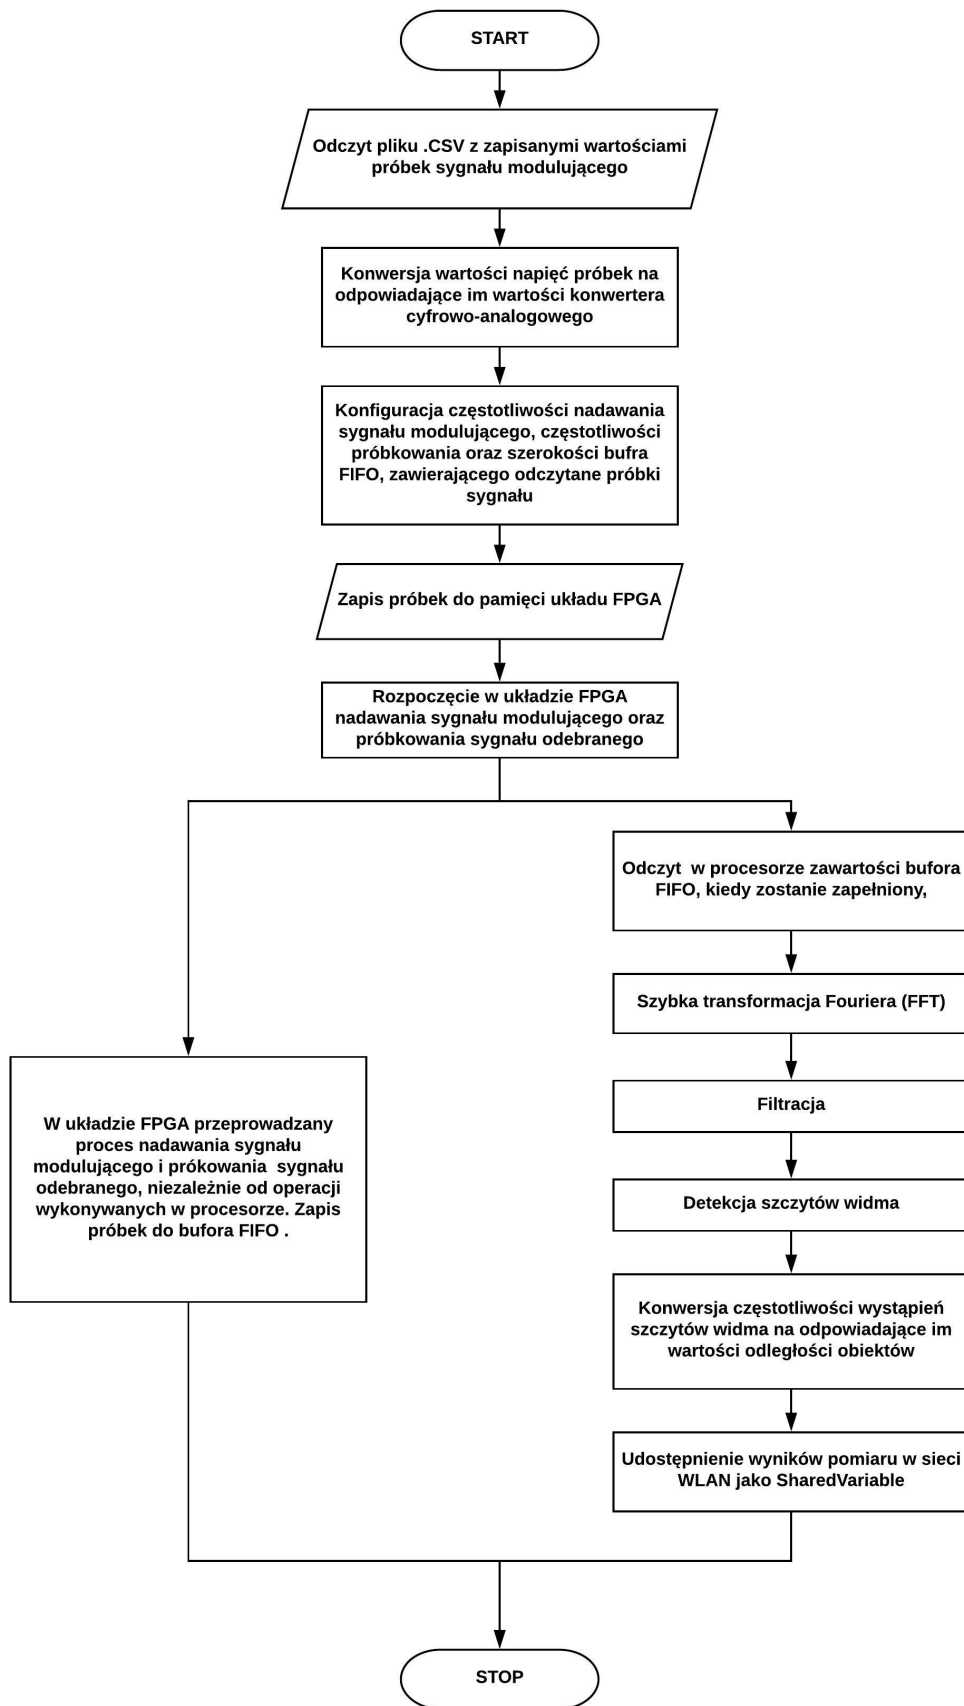 START
Odczyt pliku .CSV z zapisanymi wartościami
próbek sygnału modulującego
Konwersja wartości napięć próbek na
odpowiadające im wartości konwertera
cyfrowo-analogowego
Konfiguracja częstotliwości nadawania
sygnału modulującego, częstotliwości
próbkowania oraz szerokości bufra
FIFO, zawierającego odczytane próbki
sygnału
Zapis próbek do pamięci układu FPGA
Rozpoczęcie w układzie FPGA
nadawania sygnału modulującego oraz
próbkowania sygnału odebranego
Odczyt  w procesorze zawartości bufora
FIFO, kiedy zostanie zapełniony,
Szybka transformacja Fouriera (FFT)
Filtracja
W układzie FPGA przeprowadzany
proces nadawania sygnału
modulującego i prókowania  sygnału
odebranego, niezależnie od operacji
wykonywanych w procesorze. Zapis
próbek do bufora FIFO .
Detekcja szczytów widma
Konwersja częstotliwości wystąpień
szczytów widma na odpowiadające im
wartości odległości obiektów
Udostępnienie wyników pomiaru w sieci
WLAN jako SharedVariable
STOP